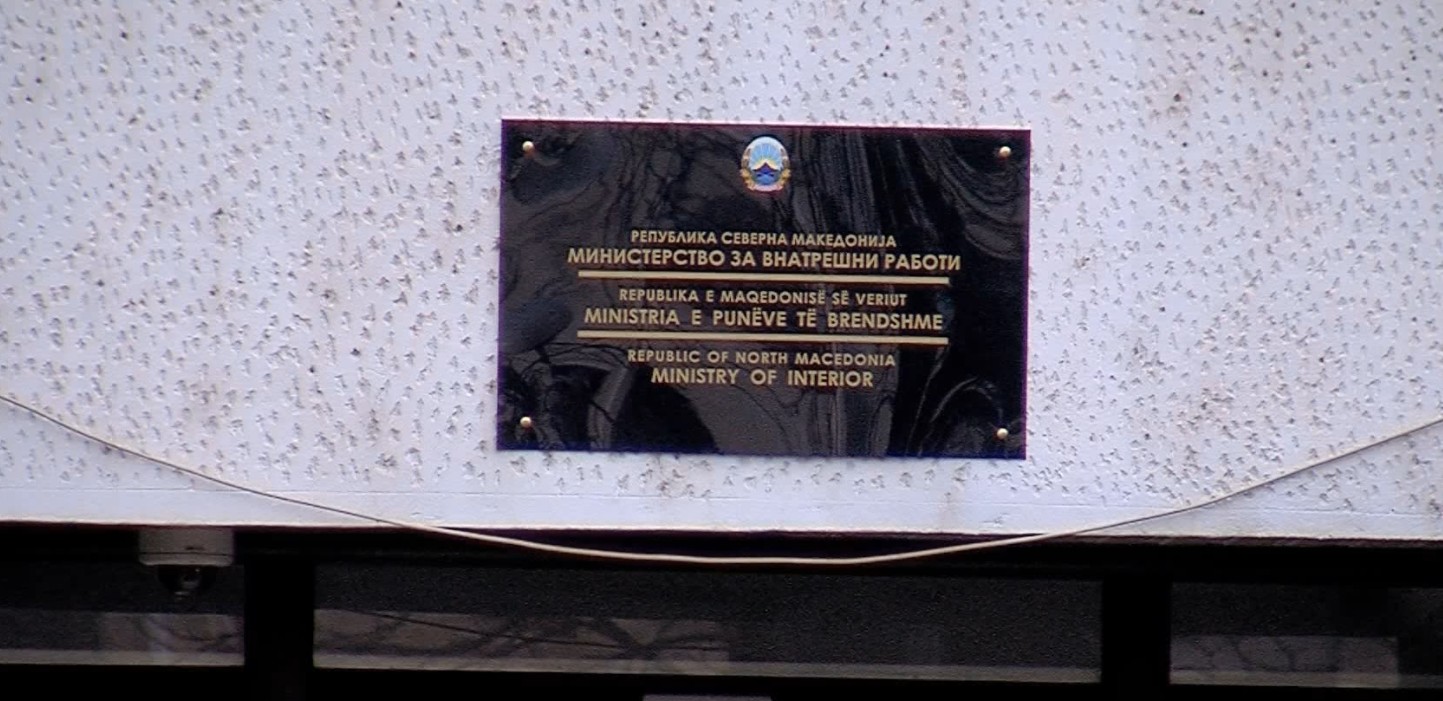 РЕПУБЛИКА СЕВЕРНА МАКЕДОНИЈА
МИНИСТЕРСТВО ЗА ВНАТРЕШНИ РАБОТИ
REPUBLIKA E MAQEDONISË SË VERIUT
MINISTRIA E PUNËVE TË BRENDSHME
REPUBLIC OF NORTH MACEDONIA
MINISTRY OF INTERIOR